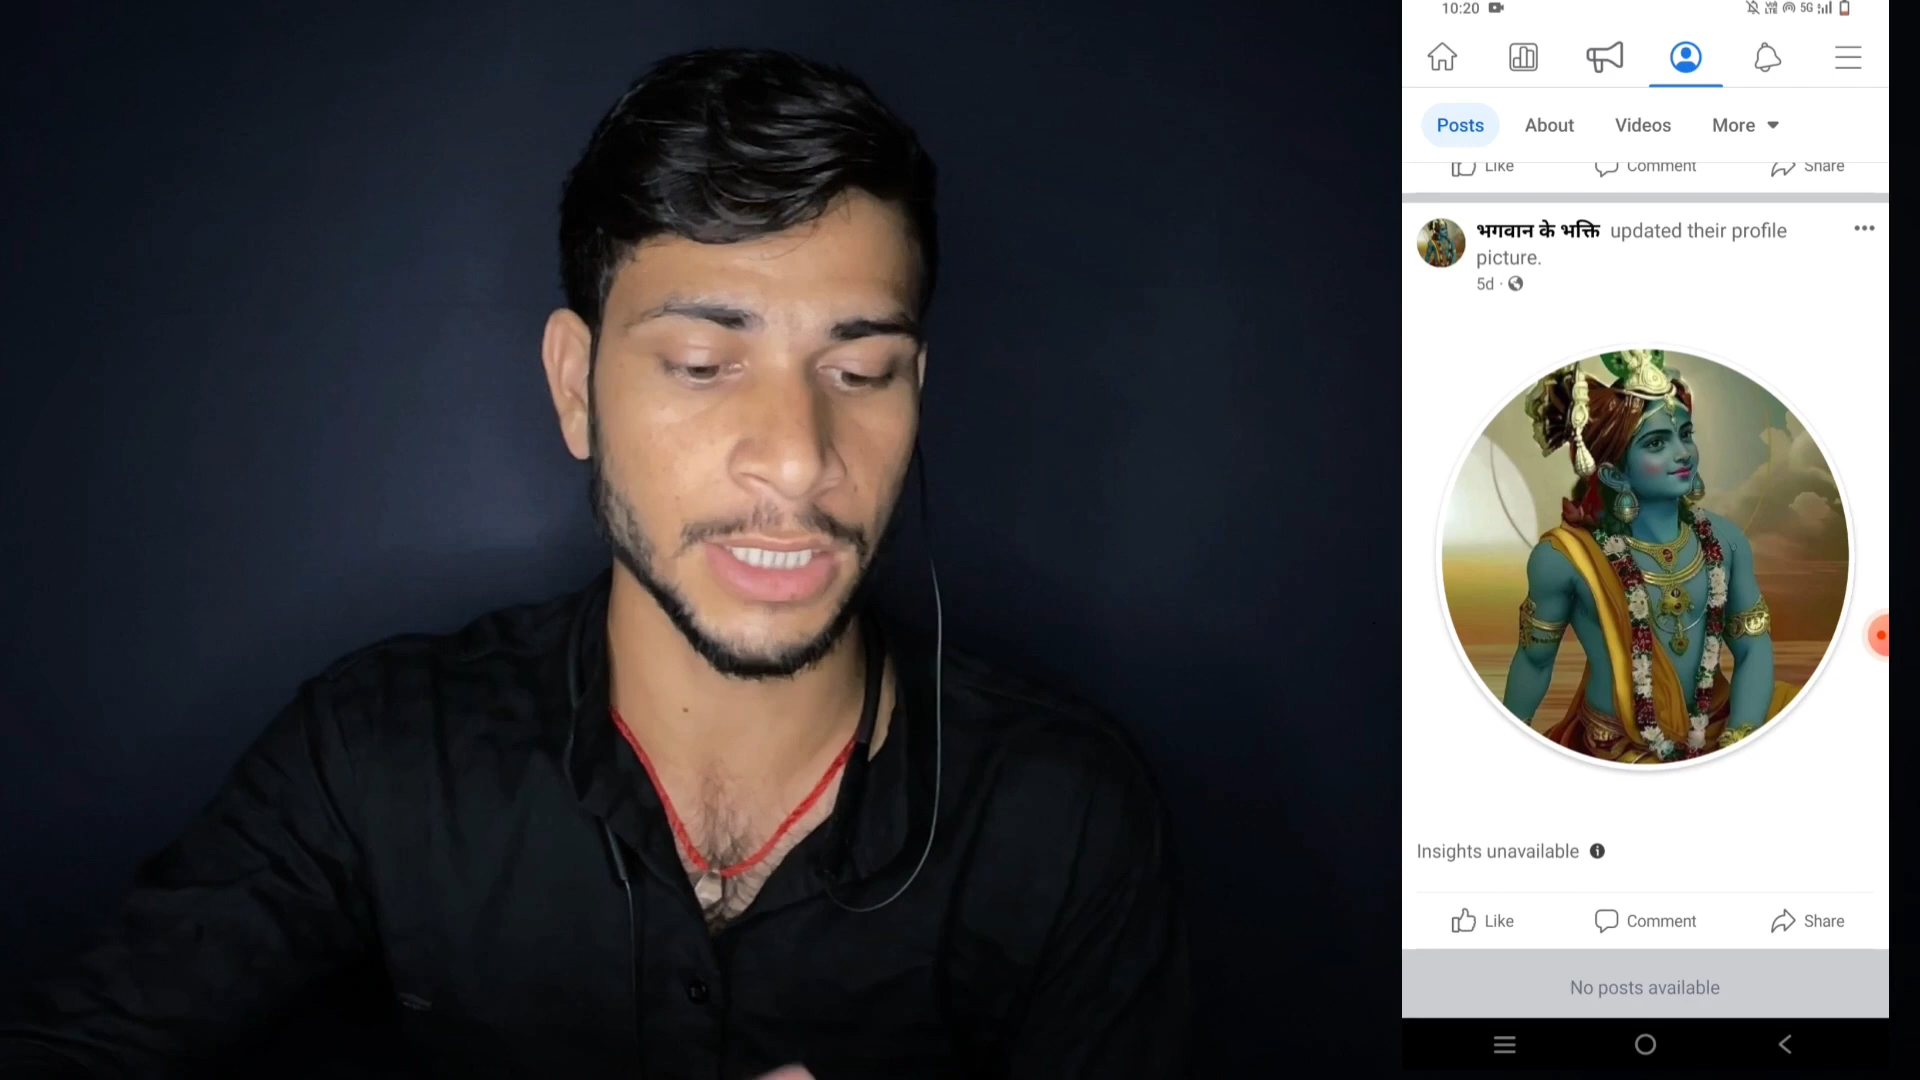 10:20
5G
Posts About Videos More
Like Comment Share
भगवान के भक्ति updated their profile
picture.
5d ·
Insights unavailable
Like Comment Share
No posts available